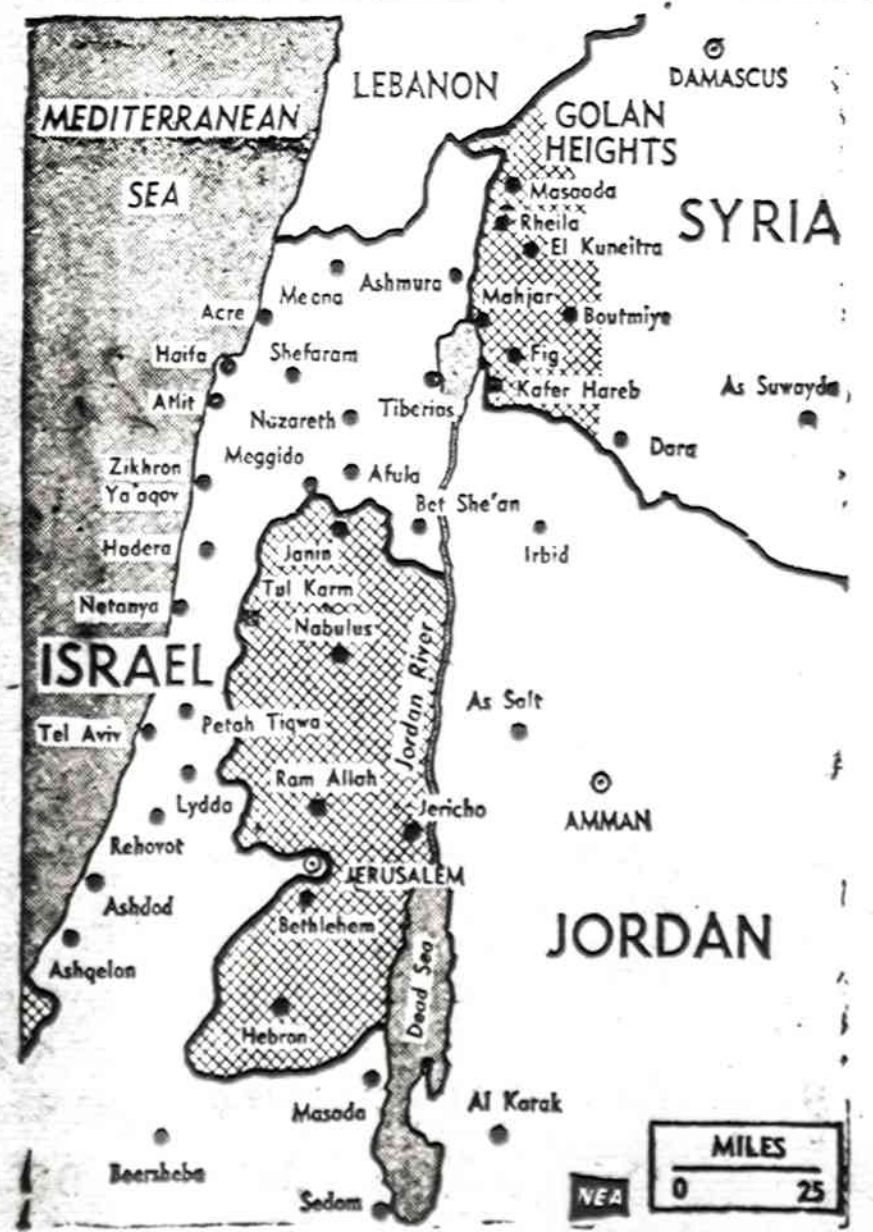 LEBANON
DAMASCUS
MEDITERRANEAN
SEA
GOLAN
HEIGHTS
Masaada
Rheila
El Kuneitra
SYRIA
Ashmura
Meona
Acre
Mahjar
Boutmiye
Haifa
Shefaram
Fig
Kafer Hareb
As Suwayda
Atlit
Tiberias
Nazareth
Dara
Meggido
Zikhron
Ya'aqov
Afula
Bet She'an
Hadera
Janin
Irbid
Tul Karm
Netanya
Nabulus
ISRAEL
Jordan River
As Salt
Petah Tiqwa
Tel Aviv
Ram Allah
Lydda
Jericho
AMMAN
Rehovot
JERUSALEM
Ashdod
Bethlehem
JORDAN
Ashqelon
Dead Sea
Hebron
Masada
Al Karak
Beersheba
MILES
0 25
NEA
Sedom